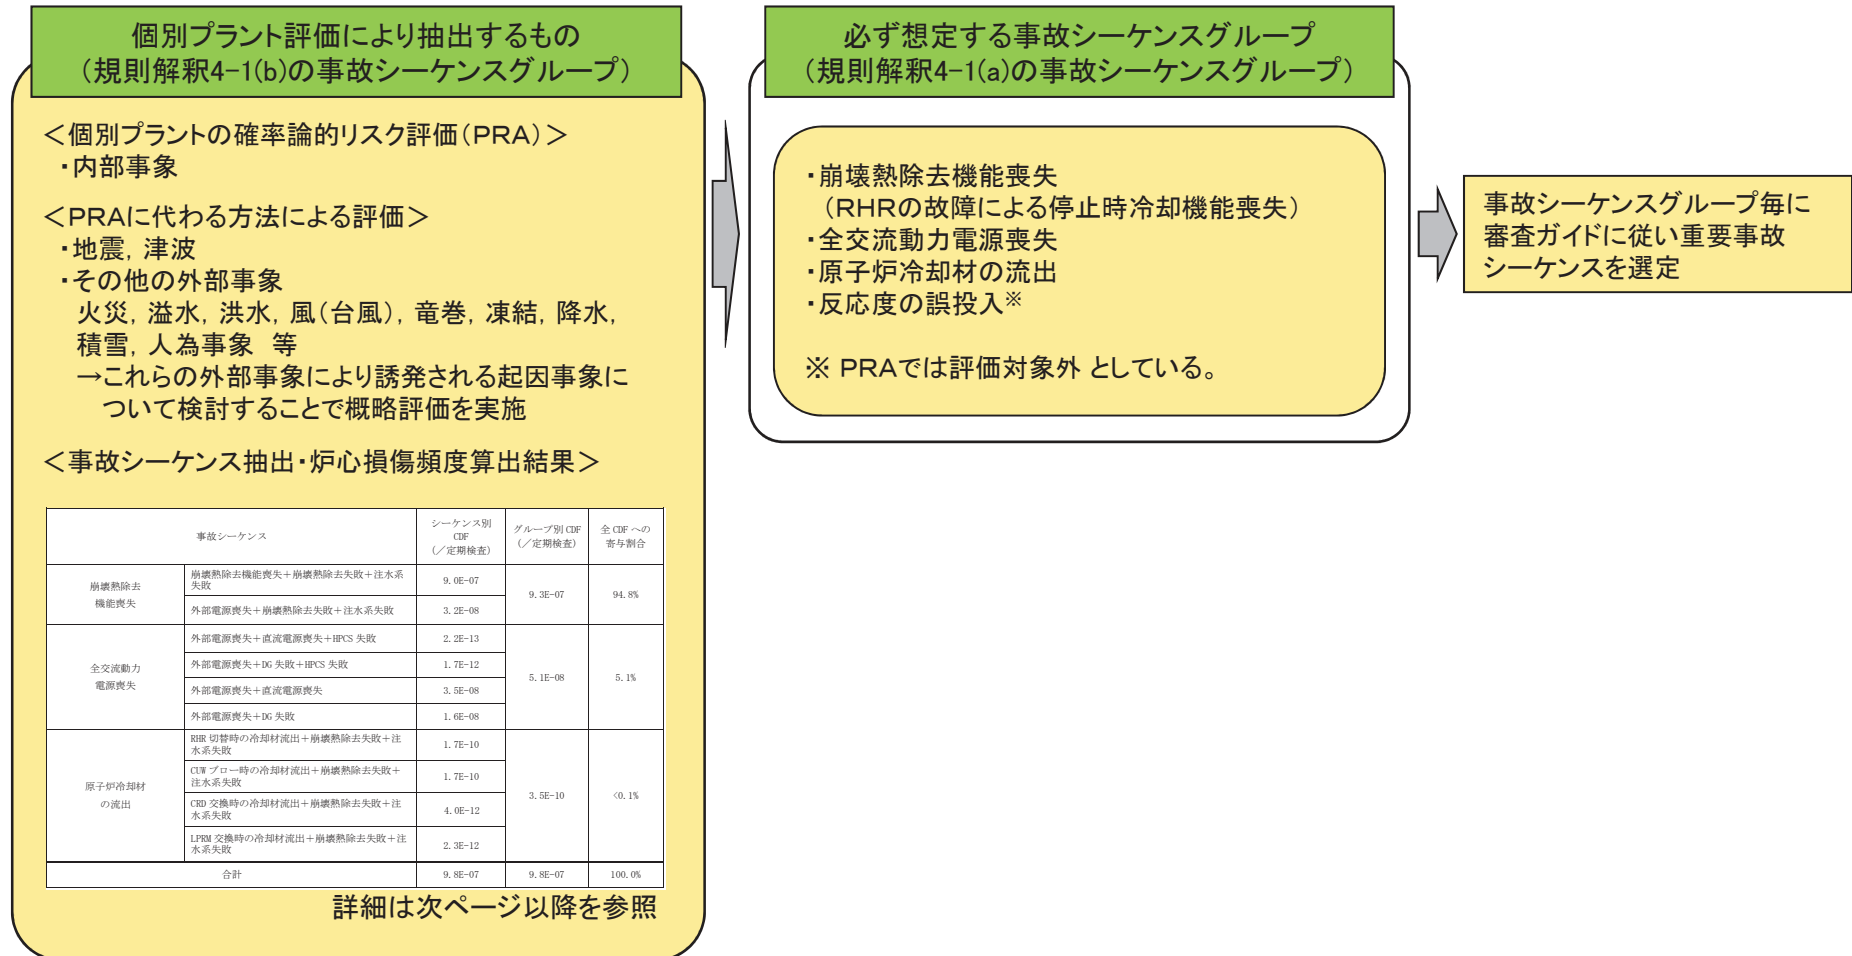 個別プラント評価により抽出するもの
（規則解釈4-1(b)の事故シーケンスグループ）
＜個別プラントの確率論的リスク評価（PRA）＞
・内部事象
＜PRAに代わる方法による評価＞
・地震，津波
・その他の外部事象
火災，溢水，洪水，風（台風），竜巻，凍結，降水，
積雪，人為事象 等
→これらの外部事象により誘発される起因事象に
ついて検討することで概略評価を実施
＜事故シーケンス抽出・炉心損傷頻度算出結果＞
事故シーケンス
シーケンス別
CDF
(／定期検査)
グループ別 CDF
(／定期検査)
全 CDF への
寄与割合
崩壊熱除去
機能喪失
崩壊熱除去機能喪失＋崩壊熱除去失敗＋注水系
失敗
9.0E-07
9.3E-07
94.8%
外部電源喪失＋崩壊熱除去失敗＋注水系失敗
3.2E-08
全交流動力
電源喪失
外部電源喪失＋直流電源喪失＋HPCS 失敗
2.2E-13
5.1E-08
5.1%
外部電源喪失＋DG 失敗＋HPCS 失敗
1.7E-12
外部電源喪失＋直流電源喪失
3.5E-08
外部電源喪失＋DG 失敗
1.6E-08
原子炉冷却材
の流出
RHR 切替時の冷却材流出＋崩壊熱除去失敗＋注
水系失敗
1.7E-10
3.5E-10
<0.1%
CUW ブロー時の冷却材流出＋崩壊熱除去失敗＋
注水系失敗
1.7E-10
CRD 交換時の冷却材流出＋崩壊熱除去失敗＋注
水系失敗
4.0E-12
LPRM 交換時の冷却材流出＋崩壊熱除去失敗＋注
水系失敗
2.3E-12
合計
9.8E-07
9.8E-07
100.0%
詳細は次ページ以降を参照
必ず想定する事故シーケンスグループ
（規則解釈4-1(a)の事故シーケンスグループ）
・崩壊熱除去機能喪失
（RHRの故障による停止時冷却機能喪失）
・全交流動力電源喪失
・原子炉冷却材の流出
・反応度の誤投入※
※ PRAでは評価対象外 としている。
事故シーケンスグループ毎に
審査ガイドに従い重要事故
シーケンスを選定